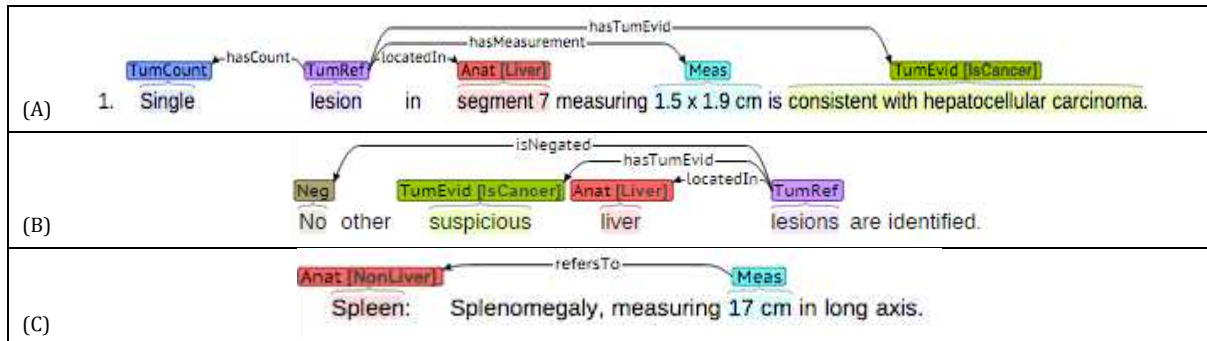 hasTumEvid
hasMeasurement
hasCount locatedIn
TumCount TumRef Anat [Liver] Meas TumEvid [IsCancer]
(A) 1. Single lesion in segment 7 measuring 1.5 x 1.9 cm is consistent with hepatocellular carcinoma.
isNegated
hasTumEvid
locatedIn
Neg TumEvid [IsCancer] Anat [Liver] TumRef
(B) No other suspicious liver lesions are identified.
refersTo
Anat [NonLiver] Meas
(C) Spleen: Splenomegaly, measuring 17 cm in long axis.